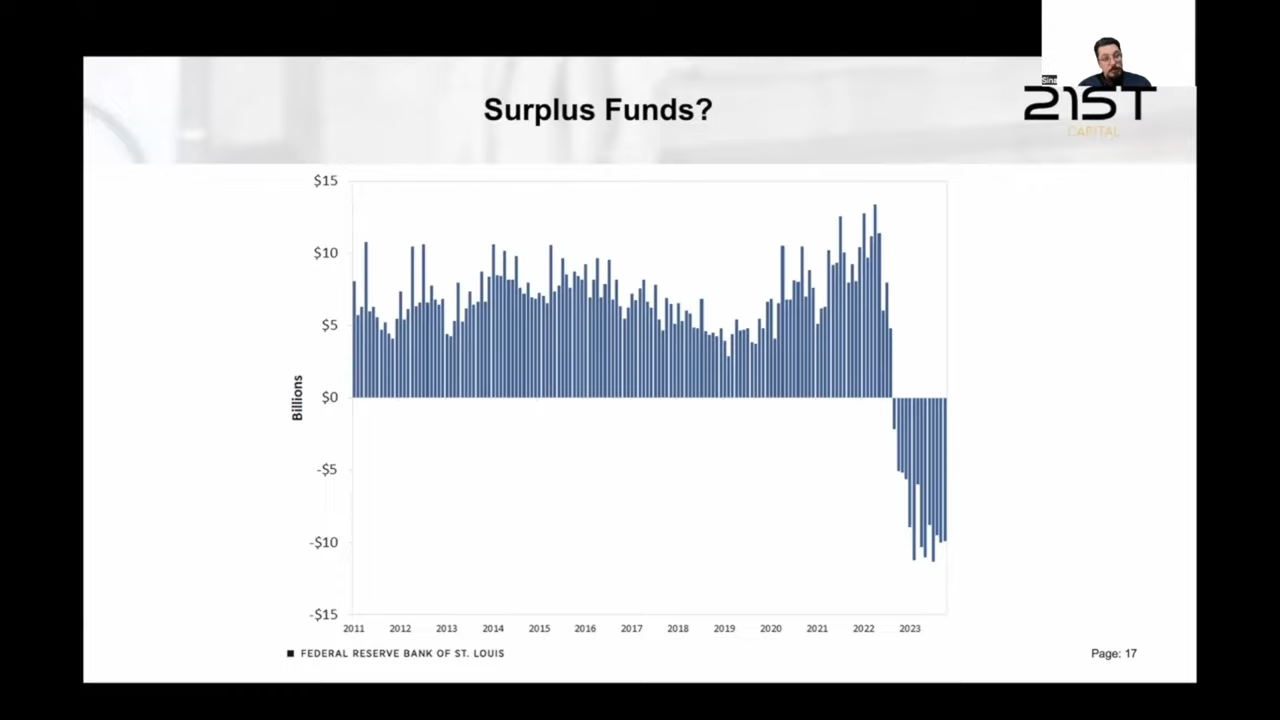 Sina
21ST
CAPITAL
Surplus Funds?
$15
$10
$5
$0
-$5
-$10
-$15
Billions
2011 2012 2013 2014 2015 2016 2017 2018 2019 2020 2021 2022 2023
FEDERAL RESERVE BANK OF ST. LOUIS
Page: 17